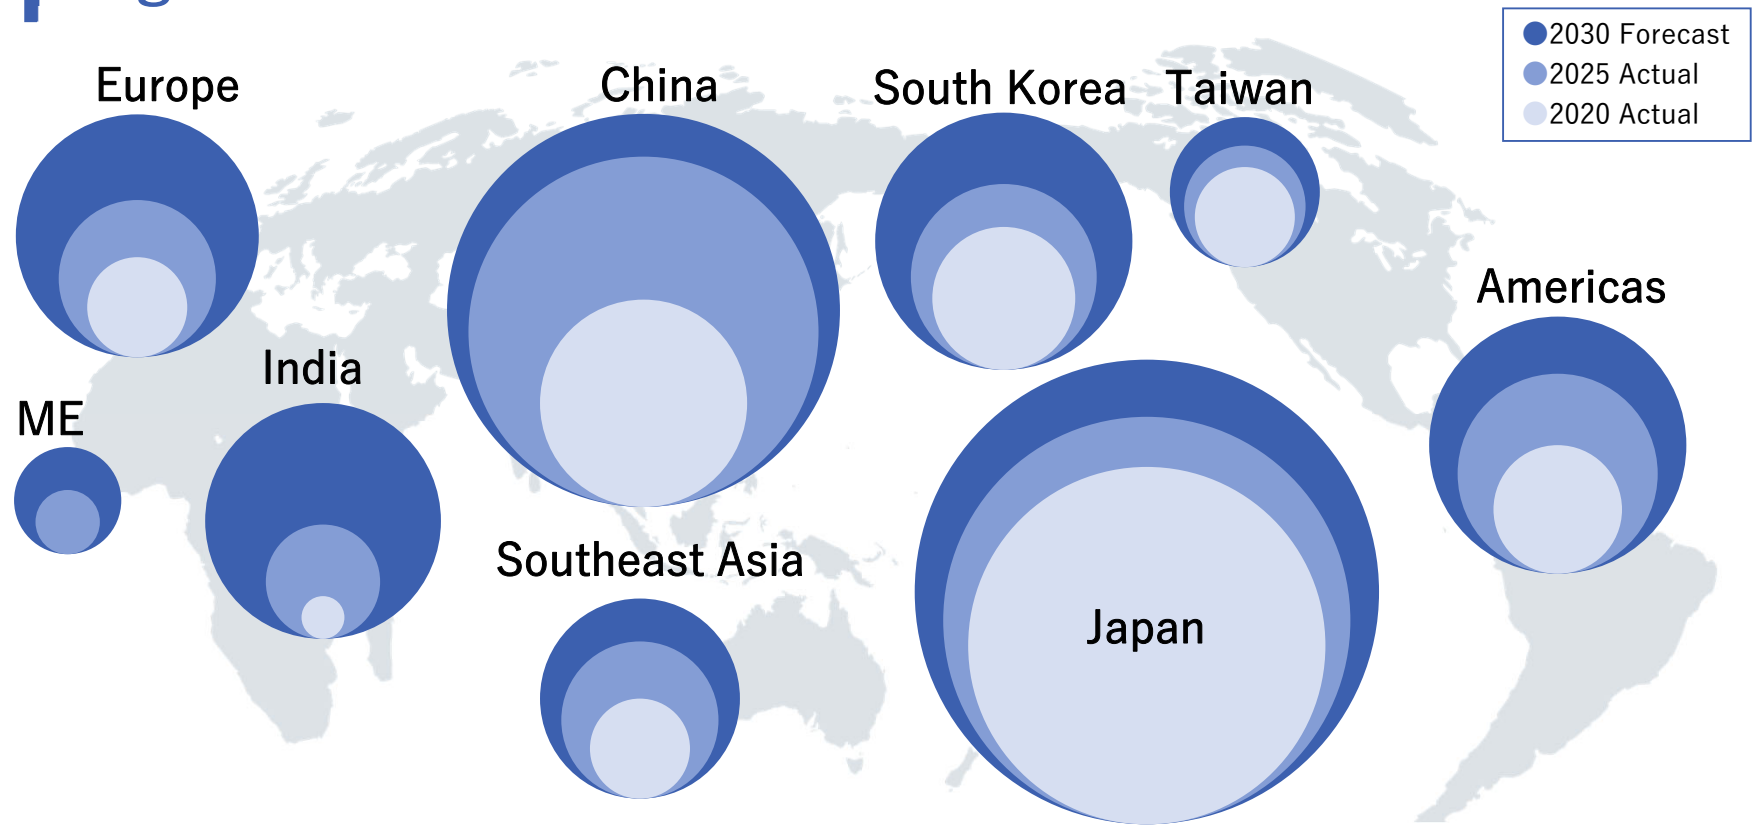 2030 Forecast
2025 Actual
2020 Actual
Europe
China
South Korea
Taiwan
Americas
India
ME
Southeast Asia
Japan